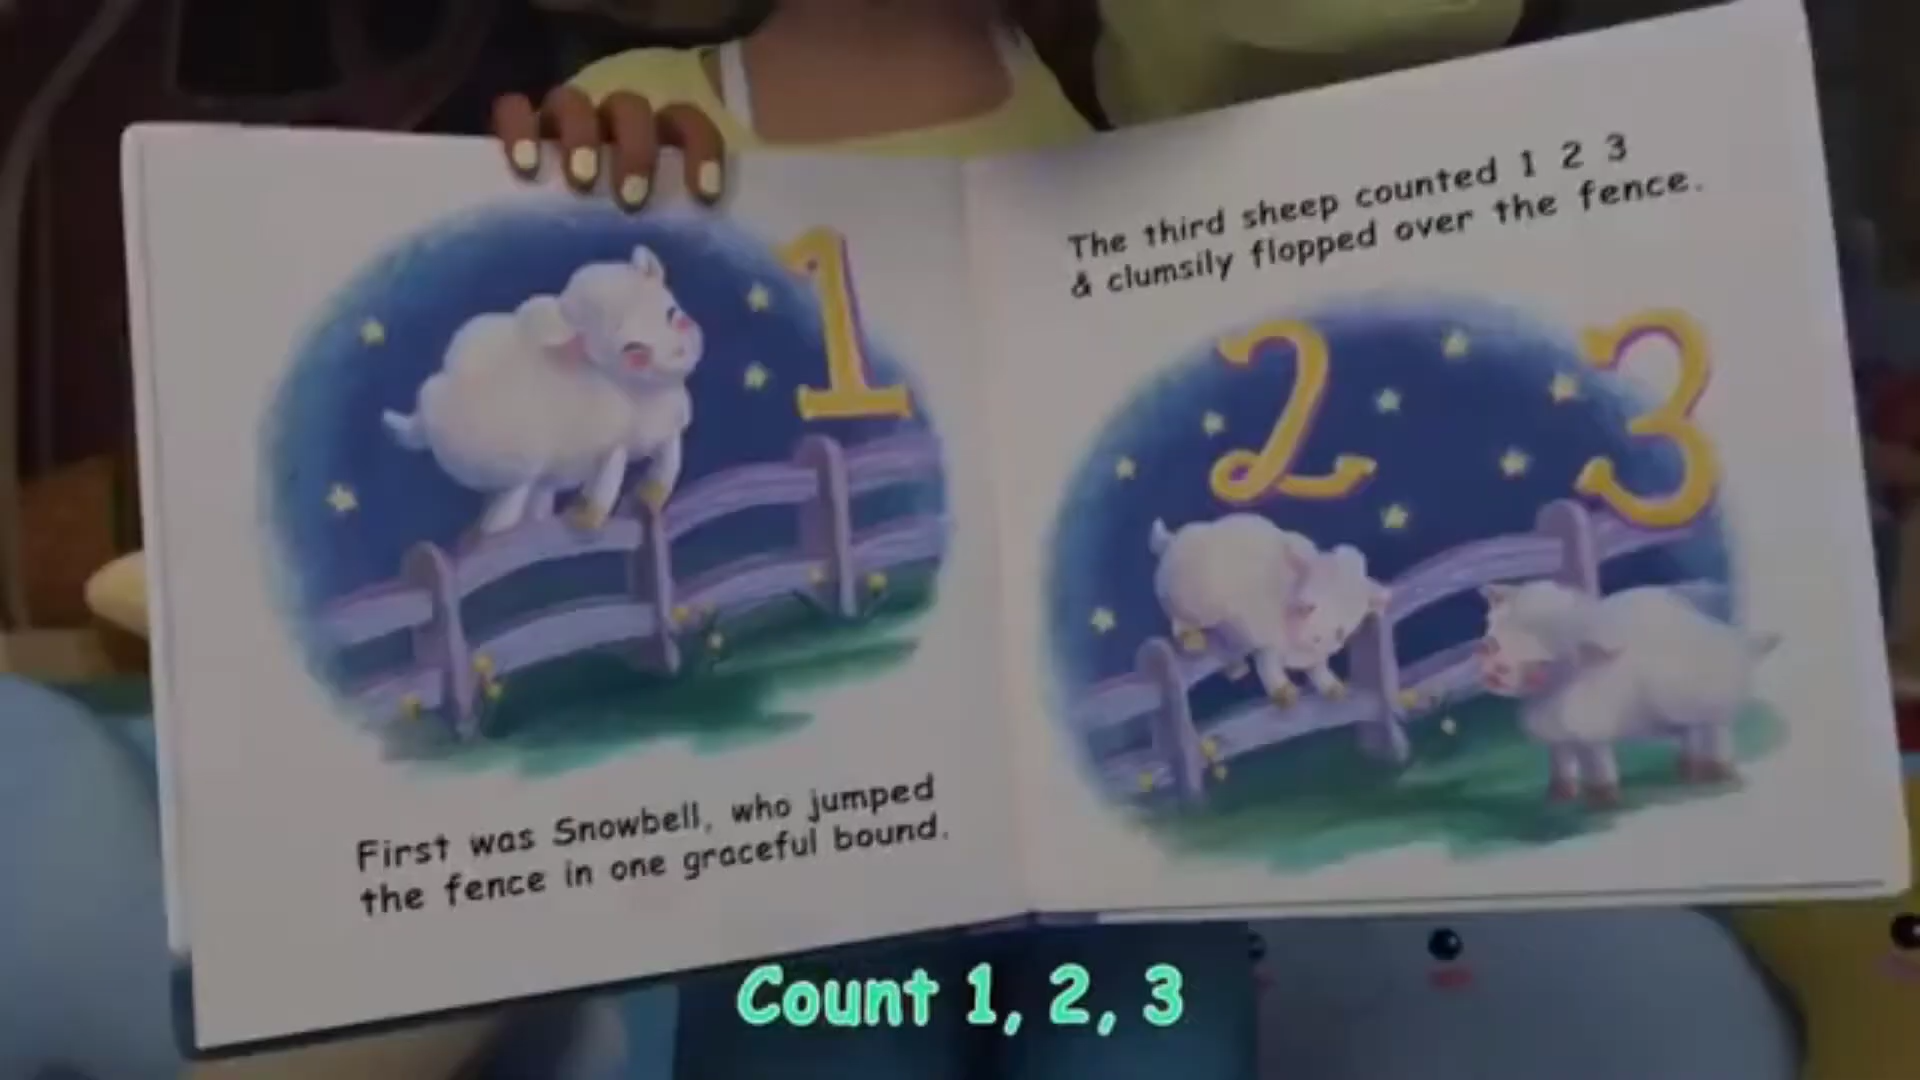 1
First was Snowbell, who jumped
the fence in one graceful bound.
The third sheep counted 1 2 3
& clumsily flopped over the fence.
2 3
Count 1, 2, 3